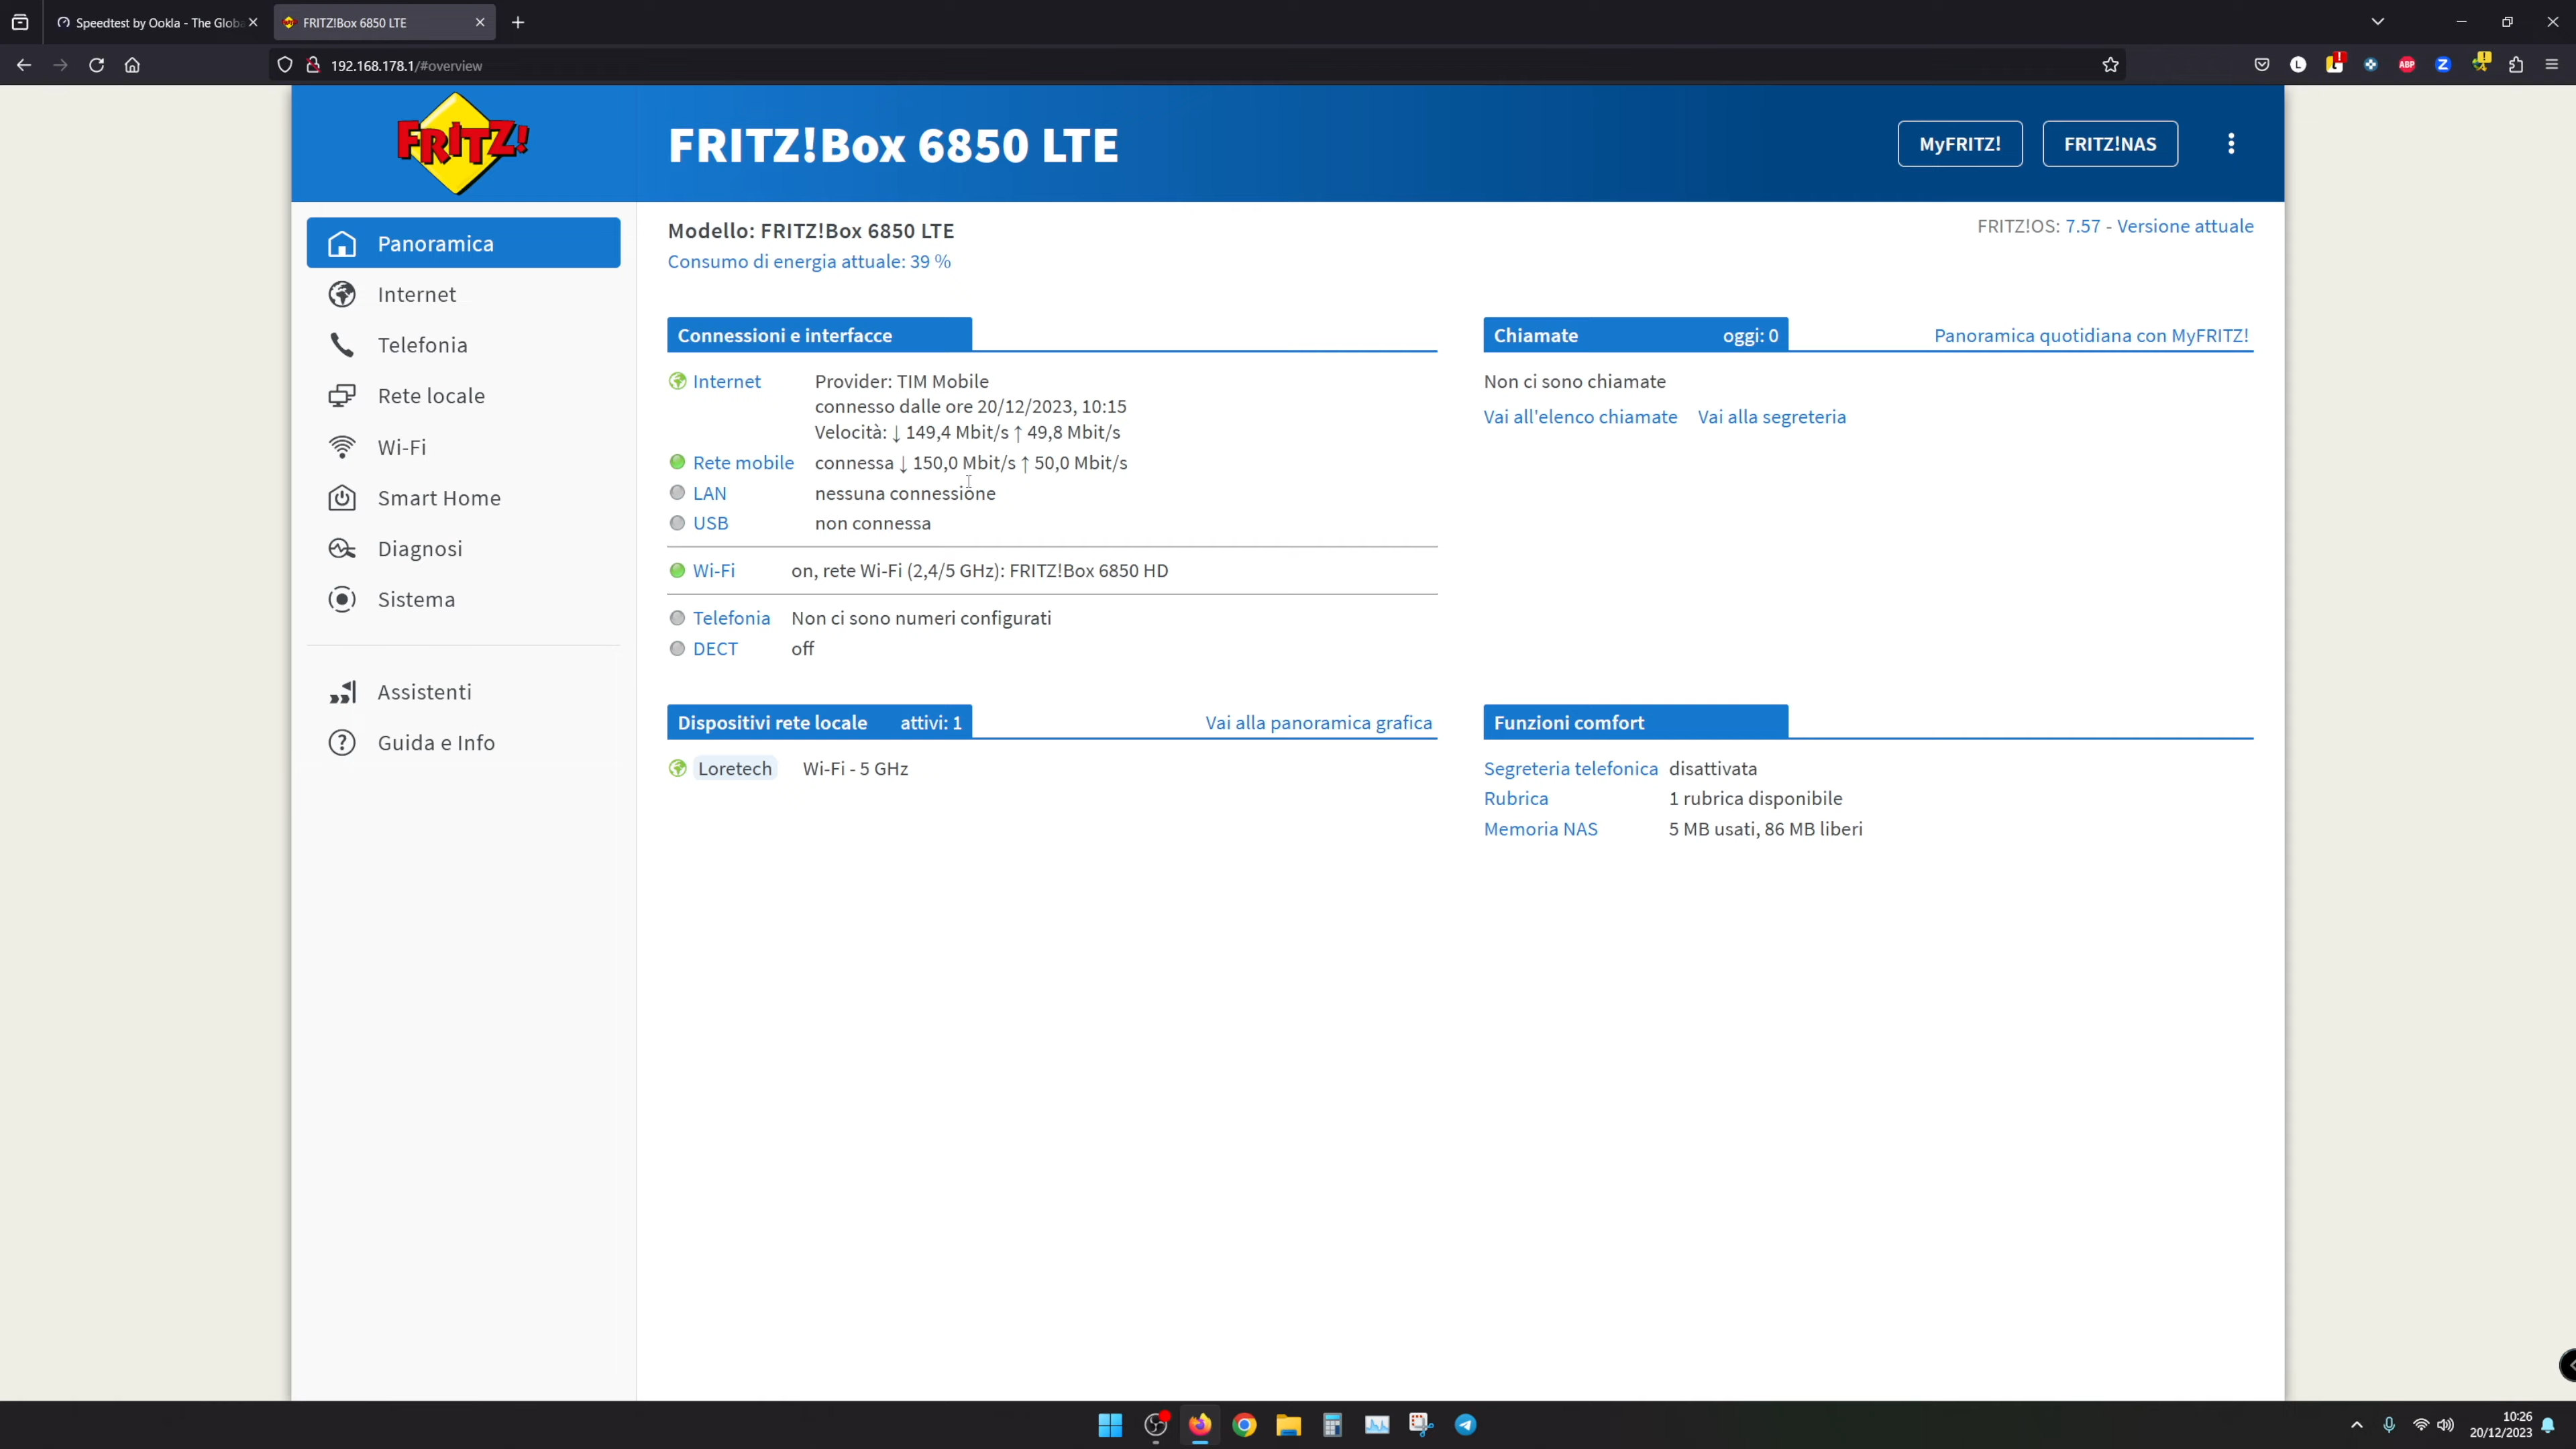 Speedtest by Ookla - The Globa
FRITZ!Box 6850 LTE
192.168.178.1/#overview
ABP
FRITZ!
FRITZ!Box 6850 LTE
MyFRITZ!
FRITZ!NAS
Panoramica
Internet
Telefonia
Rete locale
Wi-Fi
Smart Home
Diagnosi
Sistema
Assistenti
Guida e Info
Modello: FRITZ!Box 6850 LTE
FRITZ!OS: 7.57 - Versione attuale
Consumo di energia attuale: 39 %
Connessioni e interfacce
Internet Provider: TIM Mobile
connesso dalle ore 20/12/2023, 10:15
Velocità: ↓ 149,4 Mbit/s ↑ 49,8 Mbit/s
Rete mobile connessa ↓ 150,0 Mbit/s ↑ 50,0 Mbit/s
LAN nessuna connessione
USB non connessa
Wi-Fi on, rete Wi-Fi (2,4/5 GHz): FRITZ!Box 6850 HD
Telefonia Non ci sono numeri configurati
DECT off
Chiamate oggi: 0 Panoramica quotidiana con MyFRITZ!
Non ci sono chiamate
Vai all'elenco chiamate Vai alla segreteria
Dispositivi rete locale attivi: 1 Vai alla panoramica grafica
Loretech Wi-Fi - 5 GHz
Funzioni comfort
Segreteria telefonica disattivata
Rubrica 1 rubrica disponibile
Memoria NAS 5 MB usati, 86 MB liberi
10:26
20/12/2023